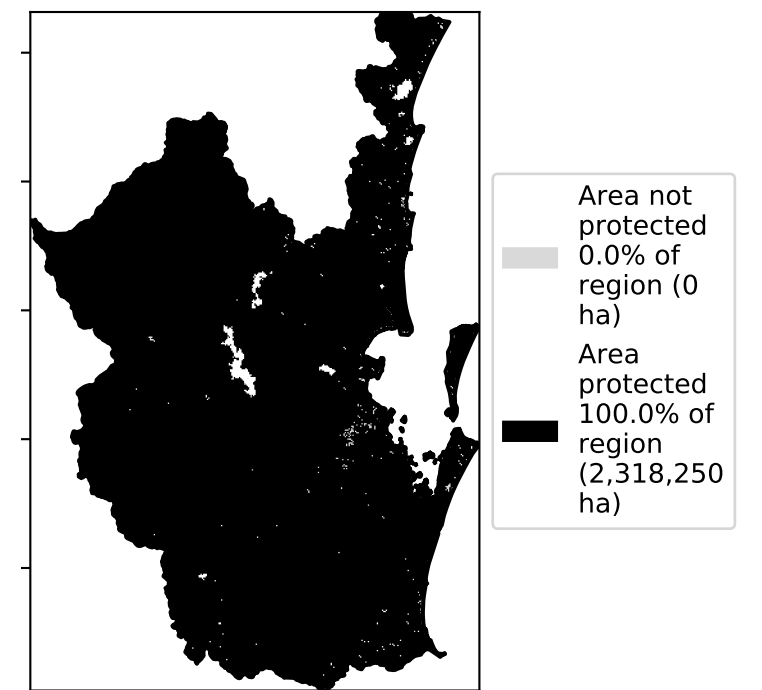 Area not
protected
0.0% of
region (0
ha)
Area
protected
100.0% of
region
(2,318,250
ha)